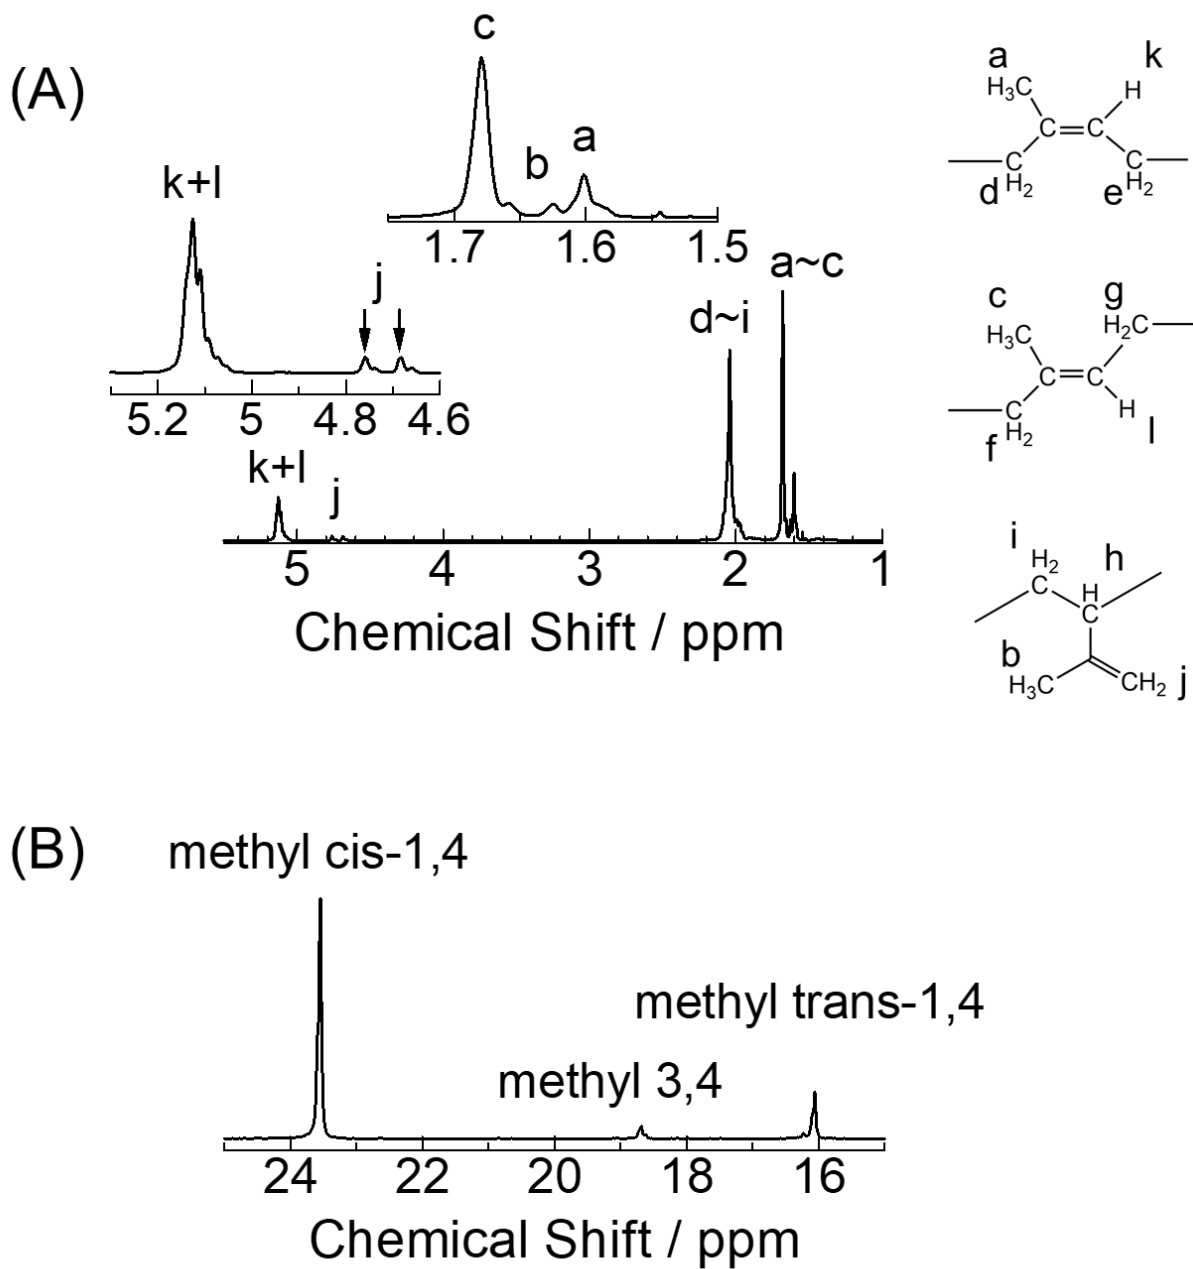 (A)
c
b
a
1.7 1.6 1.5
k+l
j
5.2 5 4.8 4.6
k+l
j
d~i
a~c
5 4 3 2 1
Chemical Shift / ppm
a k
H₃C H
C=C
C C
d H₂ e H₂
c g
H₃C H₂C
C=C
C H
f H₂ l
i H₂ h
C H
C
b
H₃C CH₂ j
(B)
methyl cis-1,4
methyl trans-1,4
methyl 3,4
24 22 20 18 16
Chemical Shift / ppm